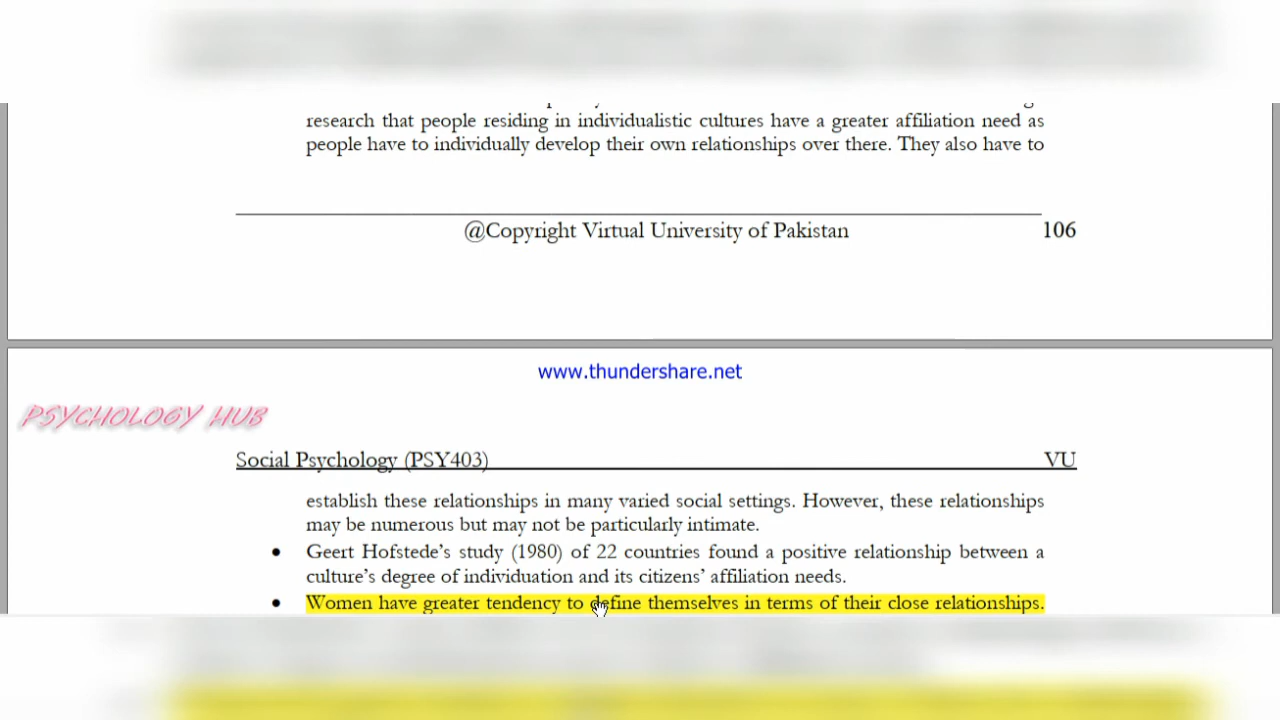 research that people residing in individualistic cultures have a greater affiliation need as
people have to individually develop their own relationships over there. They also have to
@Copyright Virtual University of Pakistan 106
www.thundershare.net
PSYCHOLOGY HUB
Social Psychology (PSY403) VU
establish these relationships in many varied social settings. However, these relationships
may be numerous but may not be particularly intimate.
• Geert Hofstede's study (1980) of 22 countries found a positive relationship between a
culture's degree of individuation and its citizens' affiliation needs.
• Women have greater tendency to define themselves in terms of their close relationships.